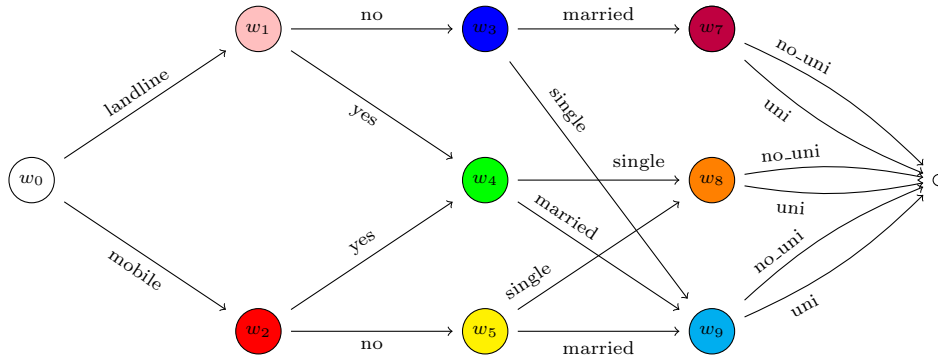 no
married
w₁
w₃
w₇
no_uni
landline
single
uni
yes
single
no_uni
w₀
w₄
w₈
married
uni
yes
mobile
single
no_uni
uni
w₂
w₅
w₉
no
married